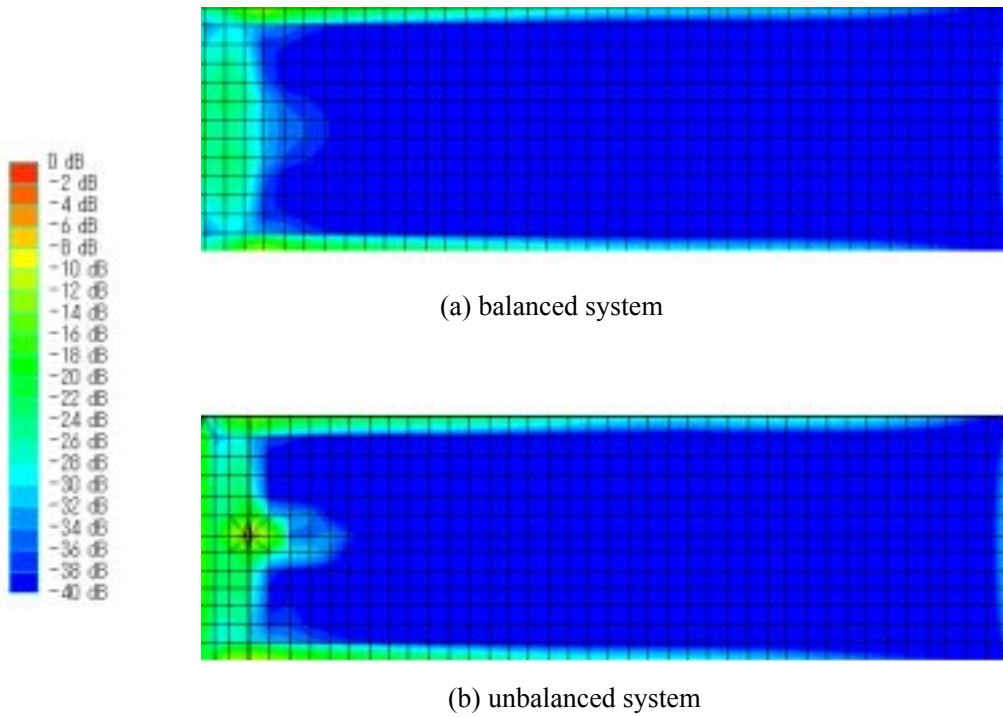 0 dB
-2 dB
-4 dB
-6 dB
-8 dB
-10 dB
-12 dB
-14 dB
-16 dB
-18 dB
-20 dB
-22 dB
-24 dB
-26 dB
-28 dB
-30 dB
-32 dB
-34 dB
-36 dB
-38 dB
-40 dB
(a) balanced system
(b) unbalanced system